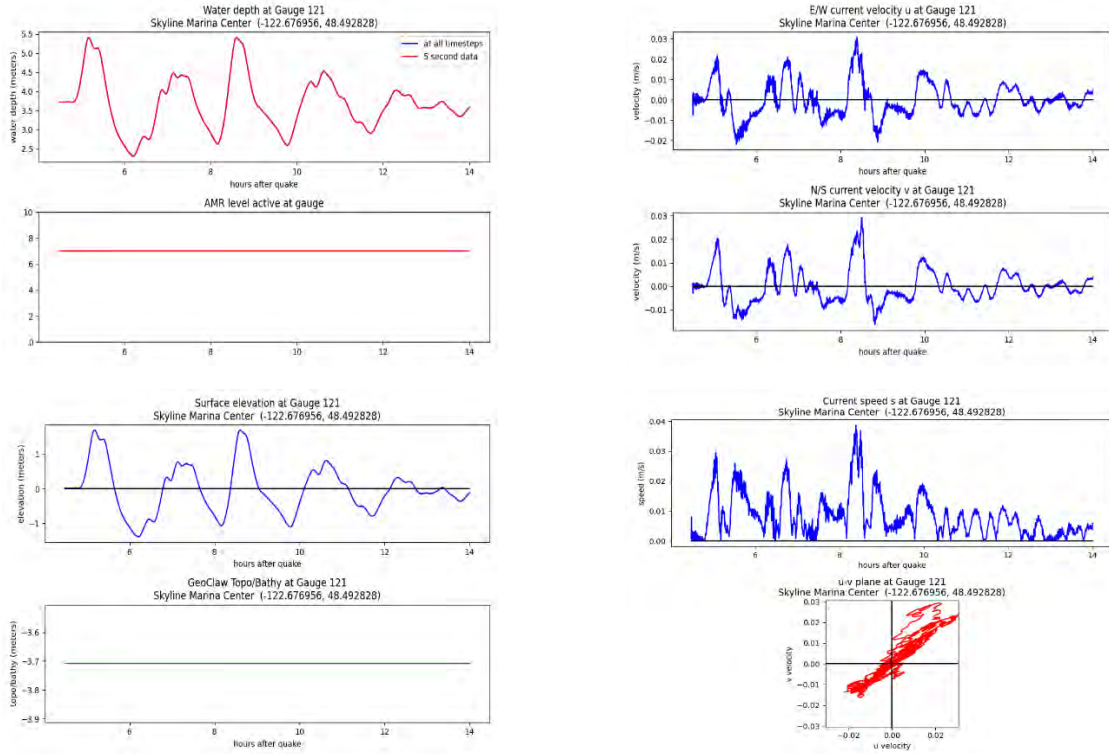 Water depth at Gauge 121
Skyline Marina Center (-122.676956, 48.492828)
water depth (meters)
5.5
5.0
4.5
4.0
3.5
3.0
2.5
at all timesteps
5 second data
6
8
10
12
14
hours after quake
AMR level active at gauge
10
8
6
4
2
6
8
10
12
14
hours after quake
Surface elevation at Gauge 121
Skyline Marina Center (-122.676956, 48.492828)
elevation (meters)
1
0
−1
6
8
10
12
14
hours after quake
GeoClaw Topo/Bathy at Gauge 121
Skyline Marina Center (-122.676956, 48.492828)
topo/bathy (meters)
−3.6
−3.7
−3.8
−3.9
6
8
10
12
14
hours after quake
E/W current velocity u at Gauge 121
Skyline Marina Center (-122.676956, 48.492828)
velocity (m/s)
0.03
0.02
0.01
0.00
−0.01
−0.02
6
8
10
12
14
hours after quake
N/S current velocity v at Gauge 121
Skyline Marina Center (-122.676956, 48.492828)
velocity (m/s)
0.03
0.02
0.01
0.00
−0.01
6
8
10
12
14
hours after quake
Current speed s at Gauge 121
Skyline Marina Center (-122.676956, 48.492828)
speed (m/s)
0.04
0.03
0.02
0.01
0.00
6
8
10
12
14
hours after quake
u-v plane at Gauge 121
Skyline Marina Center (-122.676956, 48.492828)
v velocity
0.03
0.02
0.01
0.00
−0.01
−0.02
−0.03
−0.02
0.00
0.02
u velocity